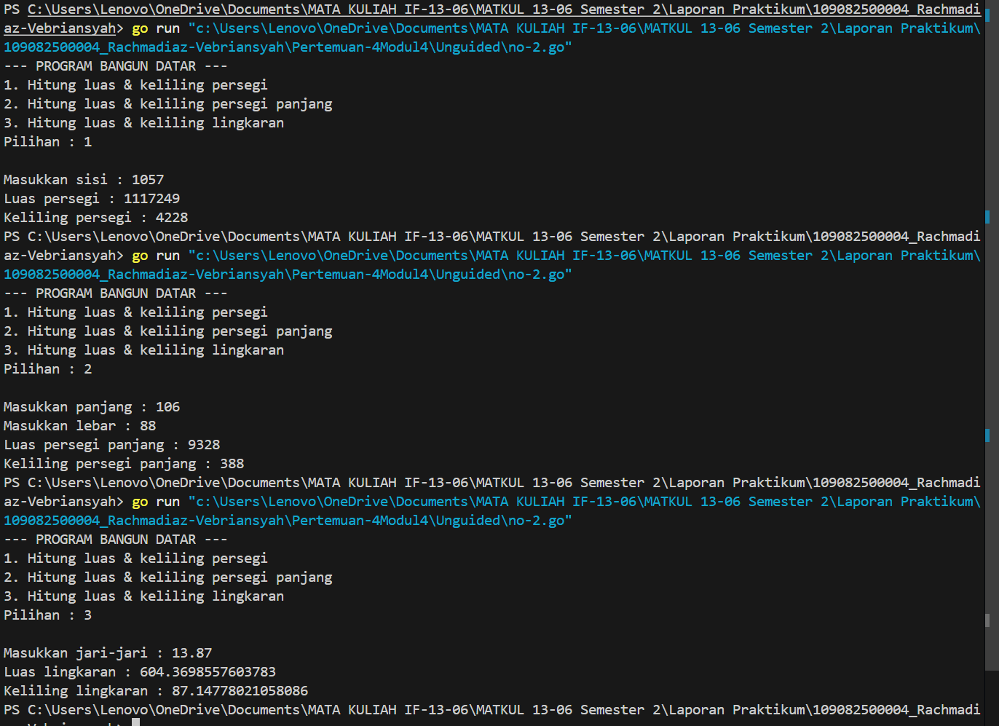 PS C:\Users\Lenovo\OneDrive\Documents\MATA KULIAH IF-13-06\MATKUL 13-06 Semester 2\Laporan Praktikum\109082500004_Rachmadi
az-Vebriansyah> go run "c:\Users\Lenovo\OneDrive\Documents\MATA KULIAH IF-13-06\MATKUL 13-06 Semester 2\Laporan Praktikum\
109082500004_Rachmadiaz-Vebriansyah\Pertemuan-4Modul4\Unguided\no-2.go"
--- PROGRAM BANGUN DATAR ---
1. Hitung luas & keliling persegi
2. Hitung luas & keliling persegi panjang
3. Hitung luas & keliling lingkaran
Pilihan : 1

Masukkan sisi : 1057
Luas persegi : 1117249
Keliling persegi : 4228
PS C:\Users\Lenovo\OneDrive\Documents\MATA KULIAH IF-13-06\MATKUL 13-06 Semester 2\Laporan Praktikum\109082500004_Rachmadi
az-Vebriansyah> go run "c:\Users\Lenovo\OneDrive\Documents\MATA KULIAH IF-13-06\MATKUL 13-06 Semester 2\Laporan Praktikum\
109082500004_Rachmadiaz-Vebriansyah\Pertemuan-4Modul4\Unguided\no-2.go"
--- PROGRAM BANGUN DATAR ---
1. Hitung luas & keliling persegi
2. Hitung luas & keliling persegi panjang
3. Hitung luas & keliling lingkaran
Pilihan : 2

Masukkan panjang : 106
Masukkan lebar : 88
Luas persegi panjang : 9328
Keliling persegi panjang : 388
PS C:\Users\Lenovo\OneDrive\Documents\MATA KULIAH IF-13-06\MATKUL 13-06 Semester 2\Laporan Praktikum\109082500004_Rachmadi
az-Vebriansyah> go run "c:\Users\Lenovo\OneDrive\Documents\MATA KULIAH IF-13-06\MATKUL 13-06 Semester 2\Laporan Praktikum\
109082500004_Rachmadiaz-Vebriansyah\Pertemuan-4Modul4\Unguided\no-2.go"
--- PROGRAM BANGUN DATAR ---
1. Hitung luas & keliling persegi
2. Hitung luas & keliling persegi panjang
3. Hitung luas & keliling lingkaran
Pilihan : 3

Masukkan jari-jari : 13.87
Luas lingkaran : 604.3698557603783
Keliling lingkaran : 87.14778021058086
PS C:\Users\Lenovo\OneDrive\Documents\MATA KULIAH IF-13-06\MATKUL 13-06 Semester 2\Laporan Praktikum\109082500004_Rachmadi
az-Vebriansyah>